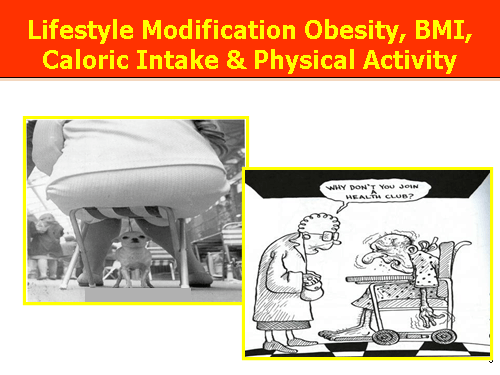 Lifestyle Modification Obesity, BMI,
Caloric Intake & Physical Activity
WHY DON'T YOU JOIN
A
HEALTH CLUB?